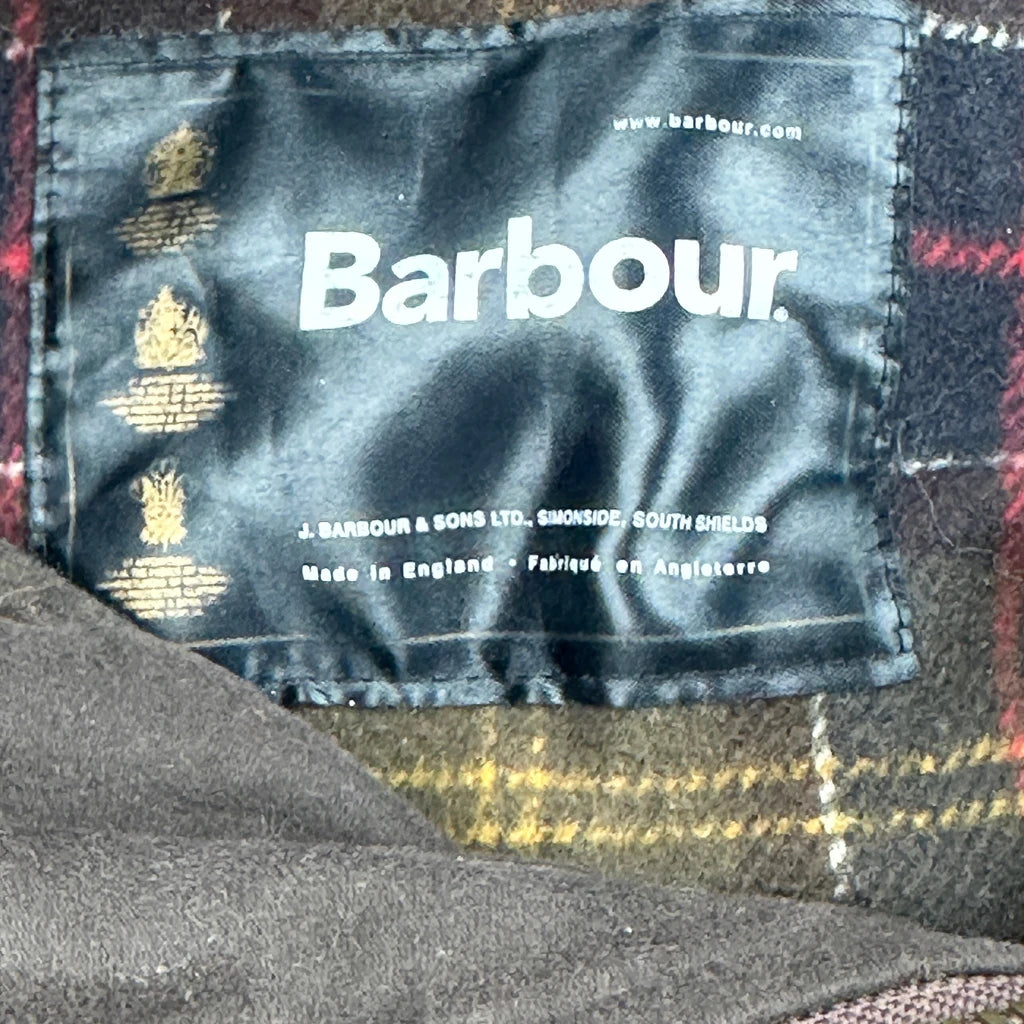 www.barbour.com
Barbour.
J. BARBOUR & SONS LTD., SIMONSIDE, SOUTH SHIELDS
Made in England • Fabriqué en Angleterre